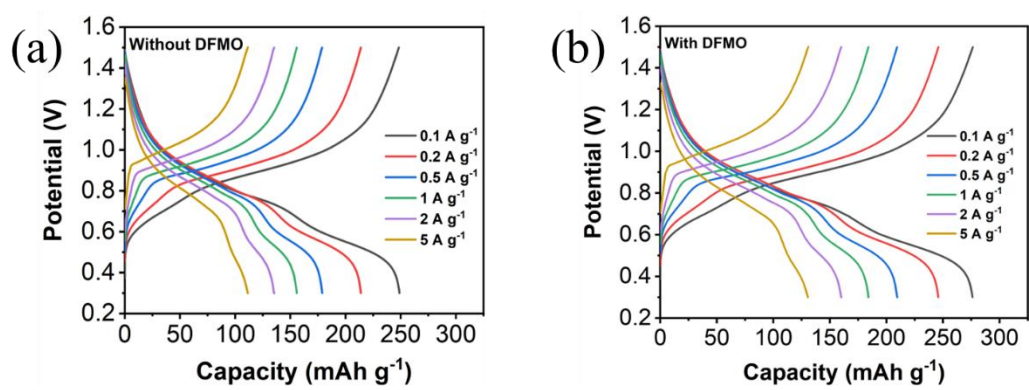 (a)
Without DFMO
Potential (V)
1.6
1.4
1.2
1.0
0.8
0.6
0.4
0.2
0.1 A g⁻¹
0.2 A g⁻¹
0.5 A g⁻¹
1 A g⁻¹
2 A g⁻¹
5 A g⁻¹
0 50 100 150 200 250 300
Capacity (mAh g⁻¹)
(b)
With DFMO
Potential (V)
1.6
1.4
1.2
1.0
0.8
0.6
0.4
0.2
0.1 A g⁻¹
0.2 A g⁻¹
0.5 A g⁻¹
1 A g⁻¹
2 A g⁻¹
5 A g⁻¹
0 50 100 150 200 250 300
Capacity (mAh g⁻¹)